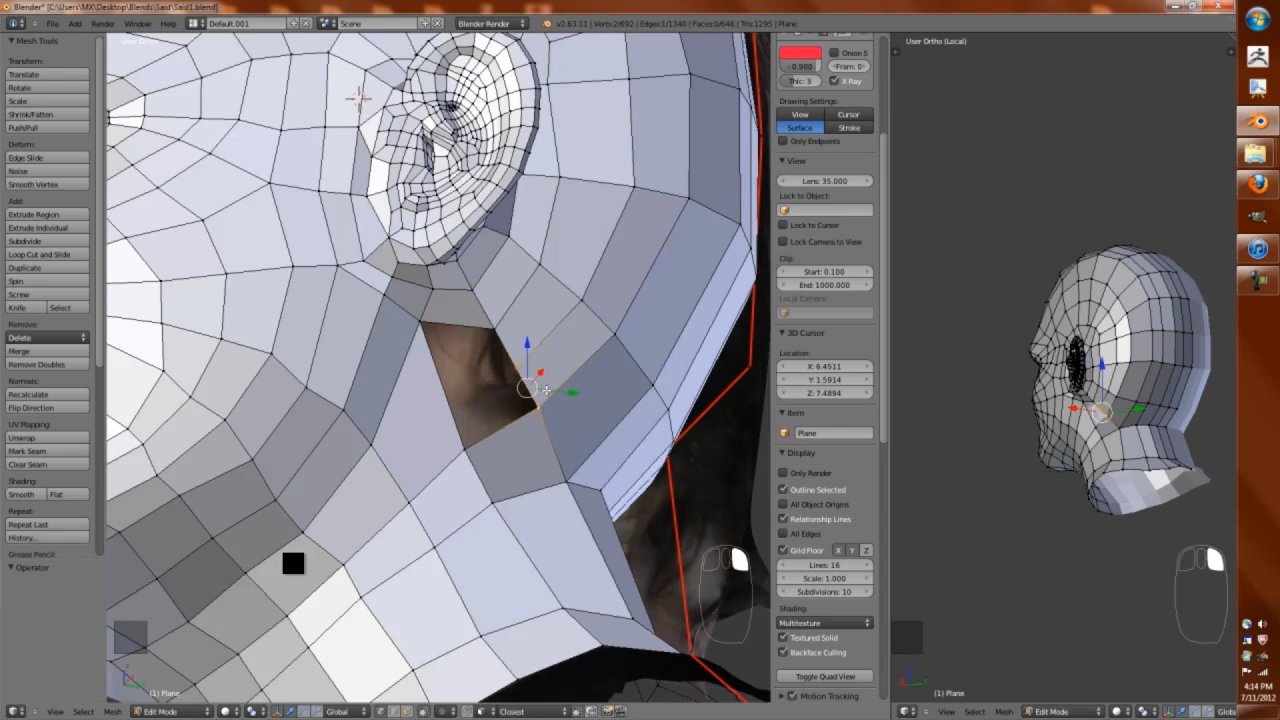 Blender* [C:\Users\MX\Desktop\Blends\Said\Said1.blend]
File Add Render Window Help Default.001 Scene Blender Render v2.63.11 | Verts:2/692 | Edges:1/1340 | Faces:0/646 | Tris:1295 | Plane
Mesh Tools
Transform:
Translate
Rotate
Scale
Shrink/Fatten
Push/Pull
Deform:
Edge Slide
Noise
Smooth Vertex
Add:
Extrude Region
Extrude Individual
Subdivide
Loop Cut and Slide
Duplicate
Spin
Screw
Knife Select
Remove:
Delete
Merge
Remove Doubles
Normals:
Recalculate
Flip Direction
UV Mapping:
Unwrap
Mark Seam
Clear Seam
Shading:
Smooth Flat
Repeat:
Repeat Last
History...
Grease Pencil:
Operator
User Ortho
(1) Plane
View Select Mesh Edit Mode Global Closest
Onion S
0.900 Fram: 0
Thic: 3 X Ray
Drawing Settings:
View Cursor
Surface Stroke
Only Endpoints
View
Lens: 35.000
Lock to Object:
Lock to Cursor
Lock Camera to View
Clip:
Start: 0.100
End: 1000.000
Local Camera:
3D Cursor
Location:
X: 6.4511
Y: 1.5914
Z: 7.4894
Item
Plane
Display
Only Render
Outline Selected
All Object Origins
Relationship Lines
All Edges
Grid Floor X Y Z
Lines: 16
Scale: 1.000
Subdivisions: 10
Shading:
Multitexture
Textured Solid
Backface Culling
Toggle Quad View
Motion Tracking
User Ortho (Local)
(1) Plane
View Select Mesh Edit Mode Globa
4:14 PM
7/11/2012